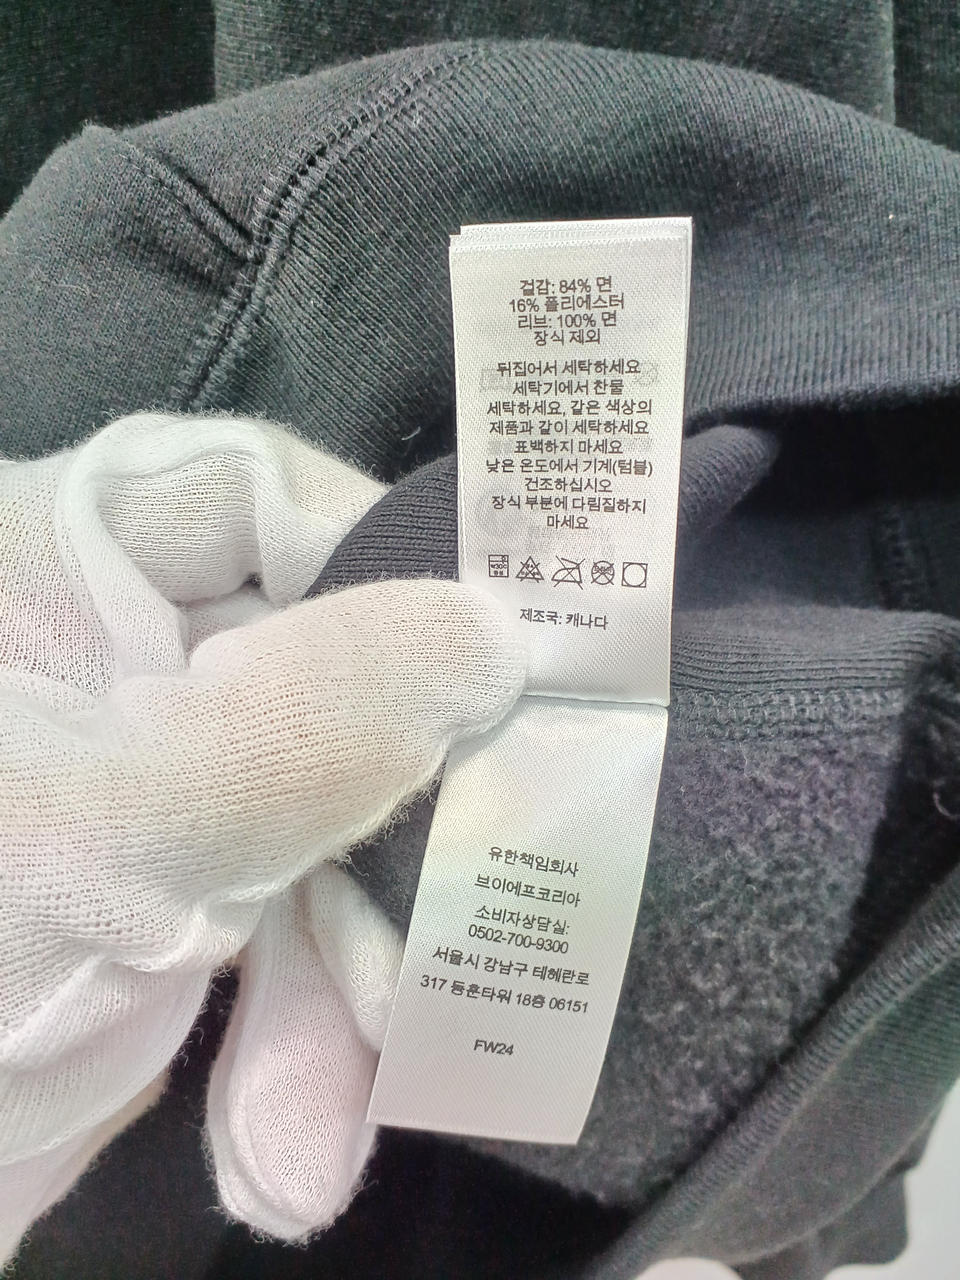 겉감: 84% 면
16% 폴리에스터
리브: 100% 면
장식 제외
뒤집어서 세탁하세요
세탁기에서 찬물
세탁하세요, 같은 색상의
제품과 같이 세탁하세요
표백하지 마세요
낮은 온도에서 기계(텀블)
건조하십시오
장식 부분에 다림질하지
마세요
제조국: 캐나다
유한책임회사
브이에프코리아
소비자상담실:
0502-700-9300
서울시 강남구 테헤란로
317 동훈타워 18층 06151
FW24